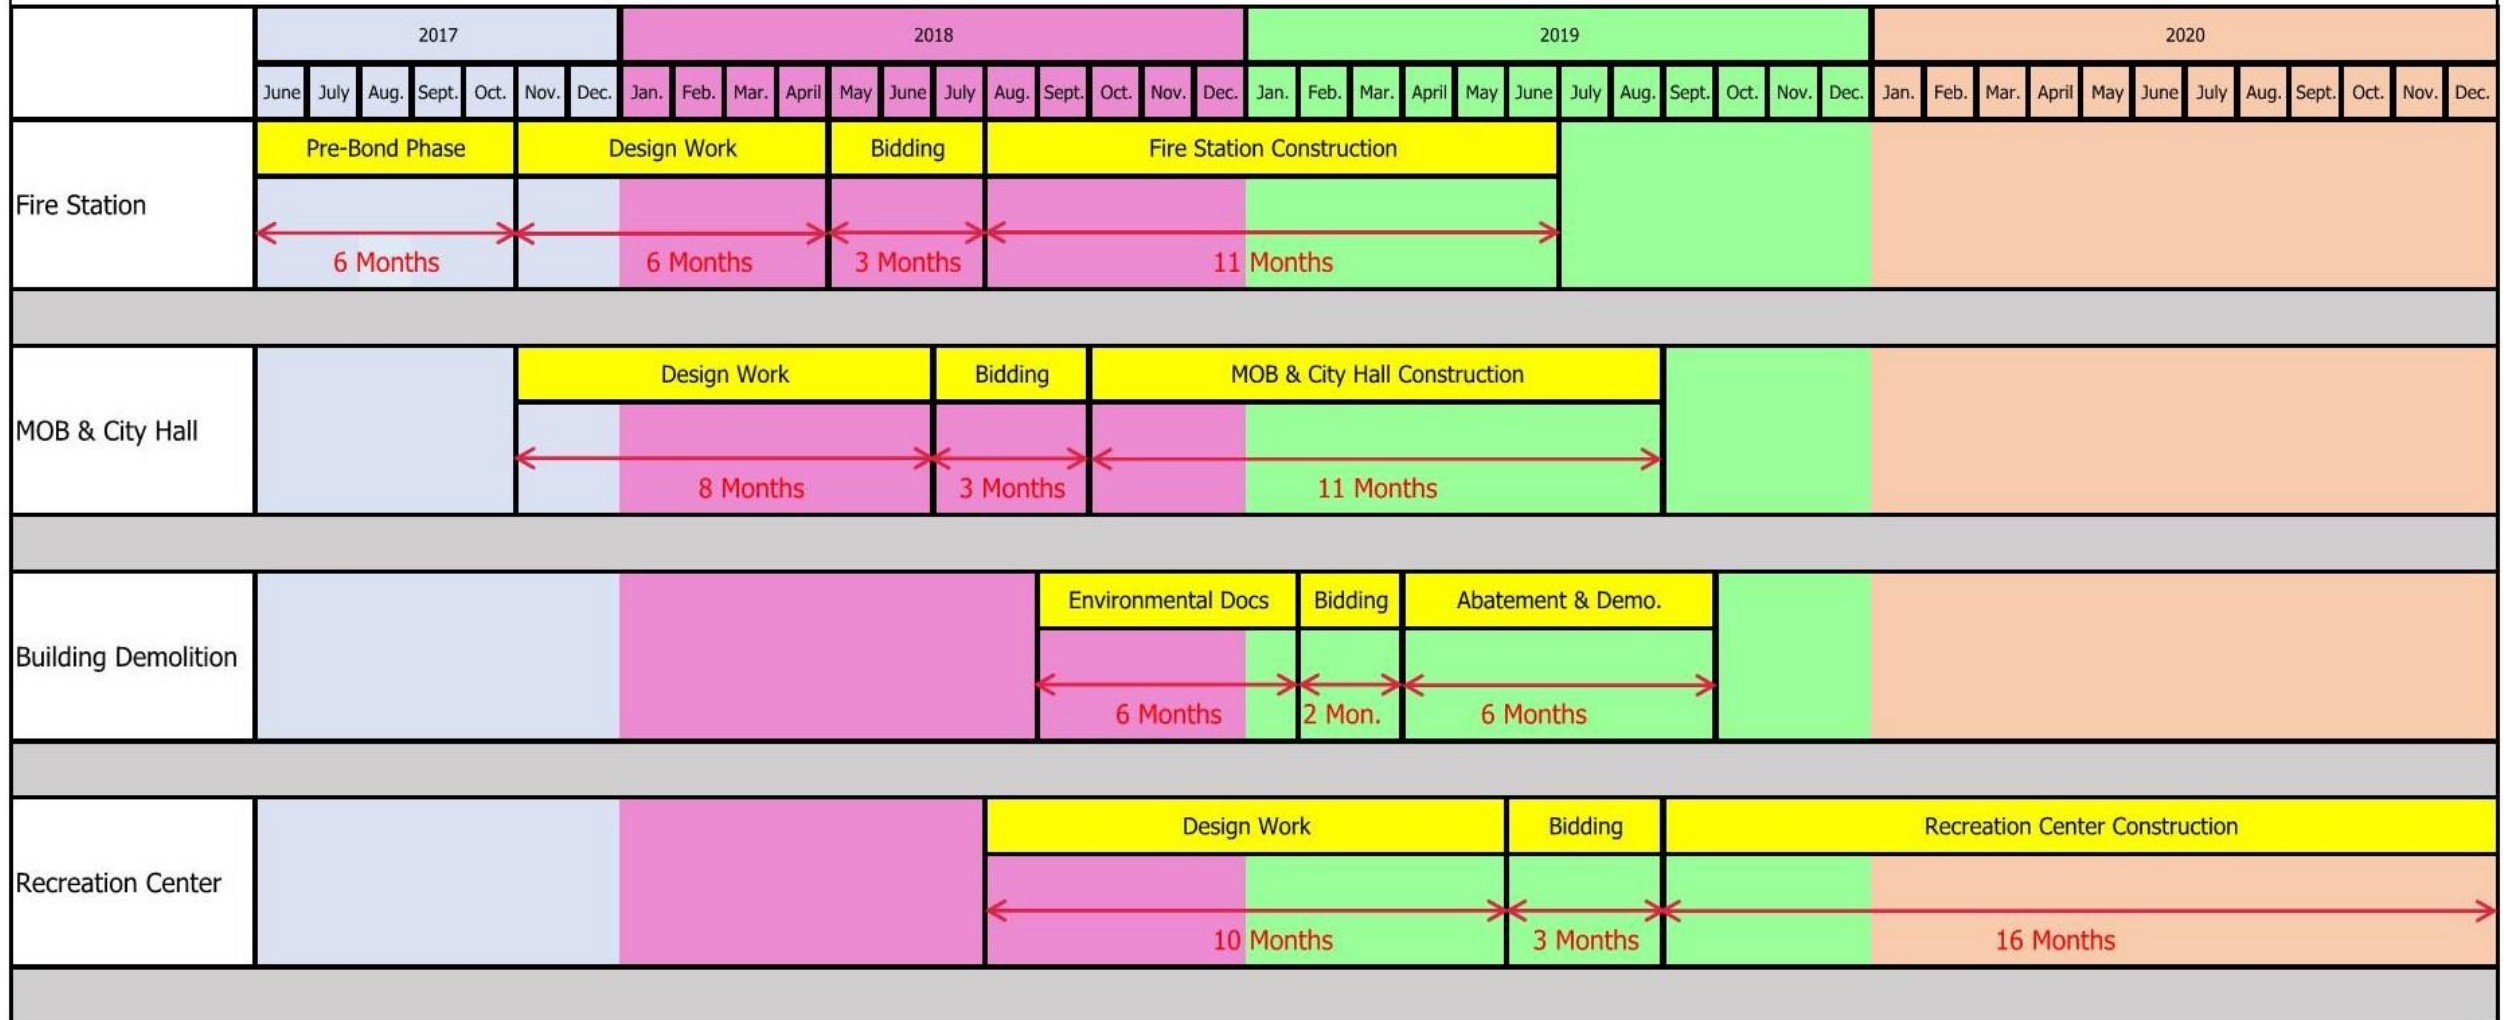 2017 2018 2019 2020
June July Aug. Sept. Oct. Nov. Dec. Jan. Feb. Mar. April May June July Aug. Sept. Oct. Nov. Dec. Jan. Feb. Mar. April May June July Aug. Sept. Oct. Nov. Dec. Jan. Feb. Mar. April May June July Aug. Sept. Oct. Nov. Dec.
Pre-Bond Phase Design Work Bidding Fire Station Construction
Fire Station
6 Months 6 Months 3 Months 11 Months
Design Work Bidding MOB & City Hall Construction
MOB & City Hall
8 Months 3 Months 11 Months
Environmental Docs Bidding Abatement & Demo.
Building Demolition
6 Months 2 Mon. 6 Months
Design Work Bidding Recreation Center Construction
Recreation Center
10 Months 3 Months 16 Months